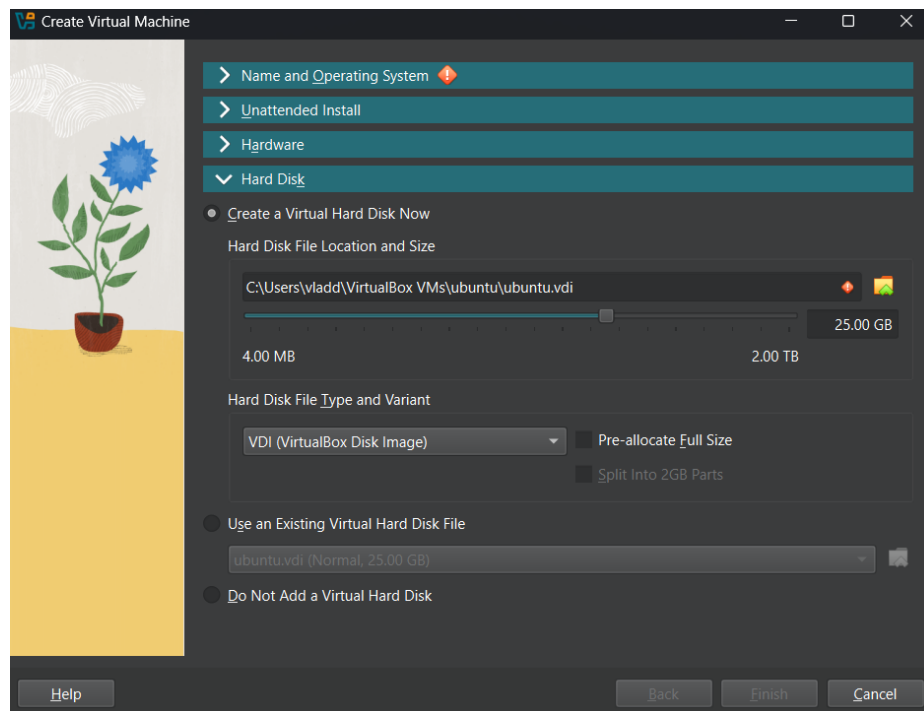 Create Virtual Machine
Name and Operating System
Unattended Install
Hardware
Hard Disk
Create a Virtual Hard Disk Now
Hard Disk File Location and Size
C:\Users\vladd\VirtualBox VMs\ubuntu\ubuntu.vdi
25.00 GB
4.00 MB 2.00 TB
Hard Disk File Type and Variant
VDI (VirtualBox Disk Image) Pre-allocate Full Size
Split Into 2GB Parts
Use an Existing Virtual Hard Disk File
ubuntu.vdi (Normal, 25.00 GB)
Do Not Add a Virtual Hard Disk
Help Back Finish Cancel